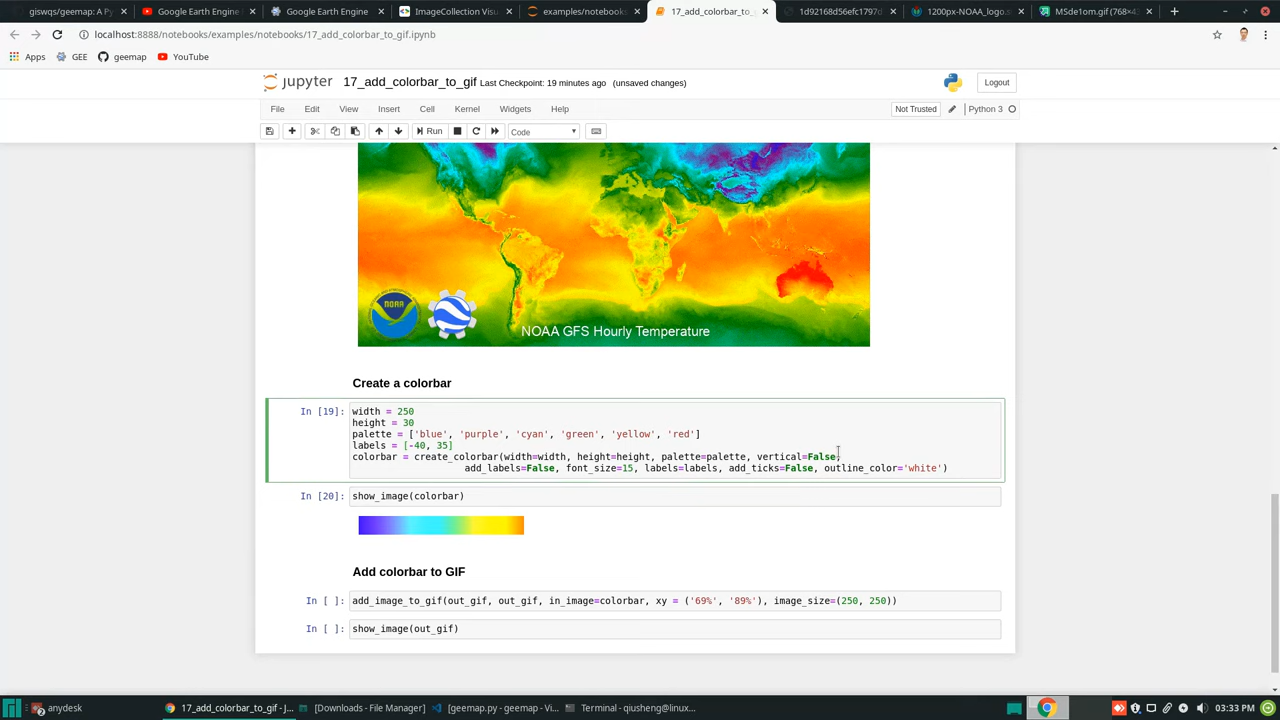 giswqs/geemap: A Py
Google Earth Engine
Google Earth Engine
ImageCollection Visu
examples/notebook
17_add_colorbar_to_
1d92168d56efc1797d
1200px-NOAA_logo.s
MSde1om.gif (768×43
localhost:8888/notebooks/examples/notebooks/17_add_colorbar_to_gif.ipynb
Apps GEE geemap YouTube
jupyter 17_add_colorbar_to_gif Last Checkpoint: 19 minutes ago (unsaved changes)
Logout
File Edit View Insert Cell Kernel Widgets Help
Not Trusted Python 3
Run Code
NOAA
NOAA GFS Hourly Temperature
Create a colorbar
In [19]: width = 250
height = 30
palette = ['blue', 'purple', 'cyan', 'green', 'yellow', 'red']
labels = [-40, 35]
colorbar = create_colorbar(width=width, height=height, palette=palette, vertical=False,
add_labels=False, font_size=15, labels=labels, add_ticks=False, outline_color='white')
In [20]: show_image(colorbar)
Add colorbar to GIF
In [ ]: add_image_to_gif(out_gif, out_gif, in_image=colorbar, xy = ('69%', '89%'), image_size=(250, 250))
In [ ]: show_image(out_gif)
anydesk
17_add_colorbar_to_gif - J...
[Downloads - File Manager]
[geemap.py - geemap - Vi...
Terminal - qiusheng@linux...
03:33 PM